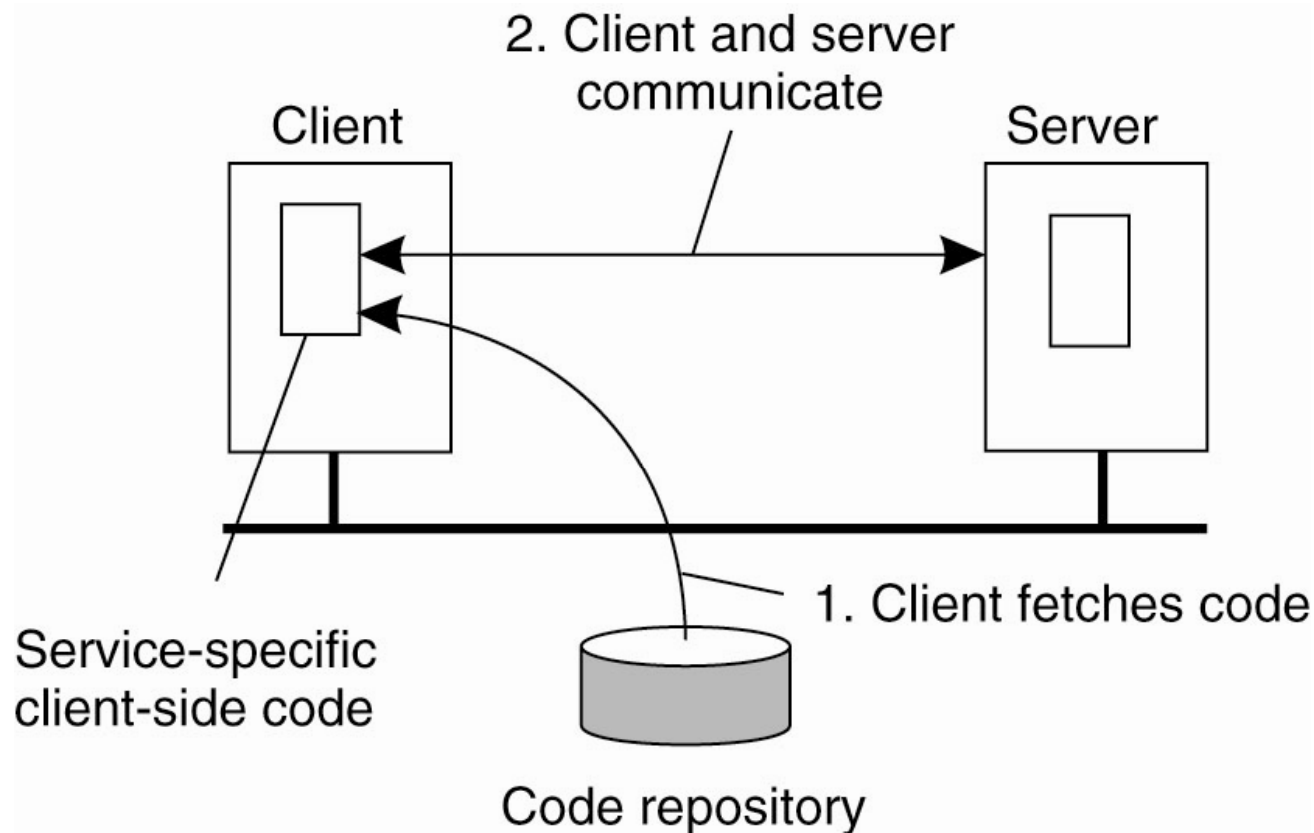 2. Client and server
communicate
Client
Server
1. Client fetches code
Service-specific
client-side code
Code repository